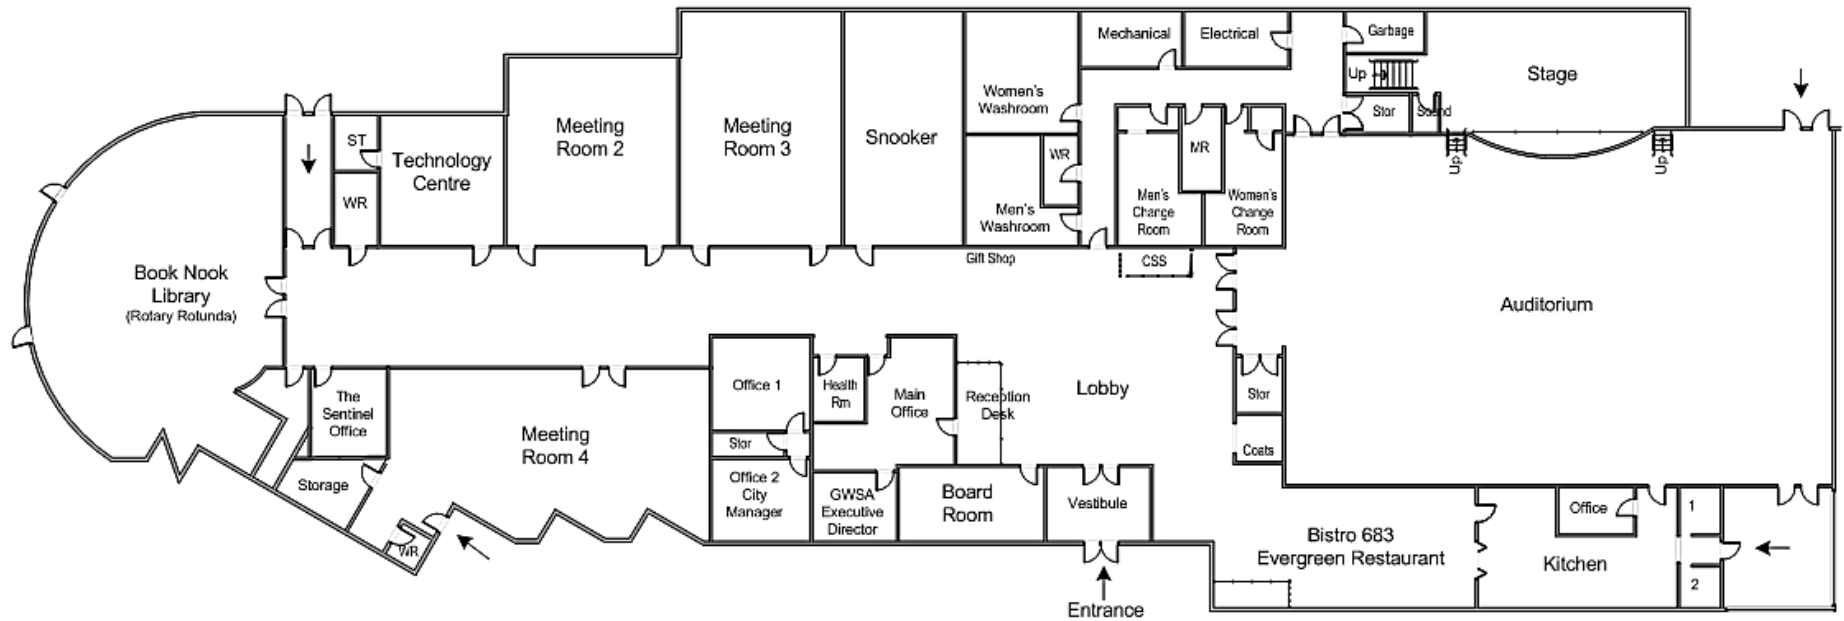 Mechanical
Electrical
Garbage
Up
Stage
Women's
Washroom
Stor
Sound
Meeting
Room 2
Meeting
Room 3
Snooker
ST
Technology
Centre
WR
MR
Up
Up
WR
Men's
Washroom
Men's
Change
Room
Women's
Change
Room
Gift Shop
CSS
Book Nook
Library
(Rotary Rotunda)
Auditorium
Office 1
Health
Rm
Main
Office
Reception
Desk
Lobby
Stor
The
Sentinel
Office
Meeting
Room 4
Stor
Coats
Storage
Office 2
City
Manager
GWSA
Executive
Director
Board
Room
Vestibule
Office
1
Bistro 683
Evergreen Restaurant
Kitchen
WR
2
Entrance